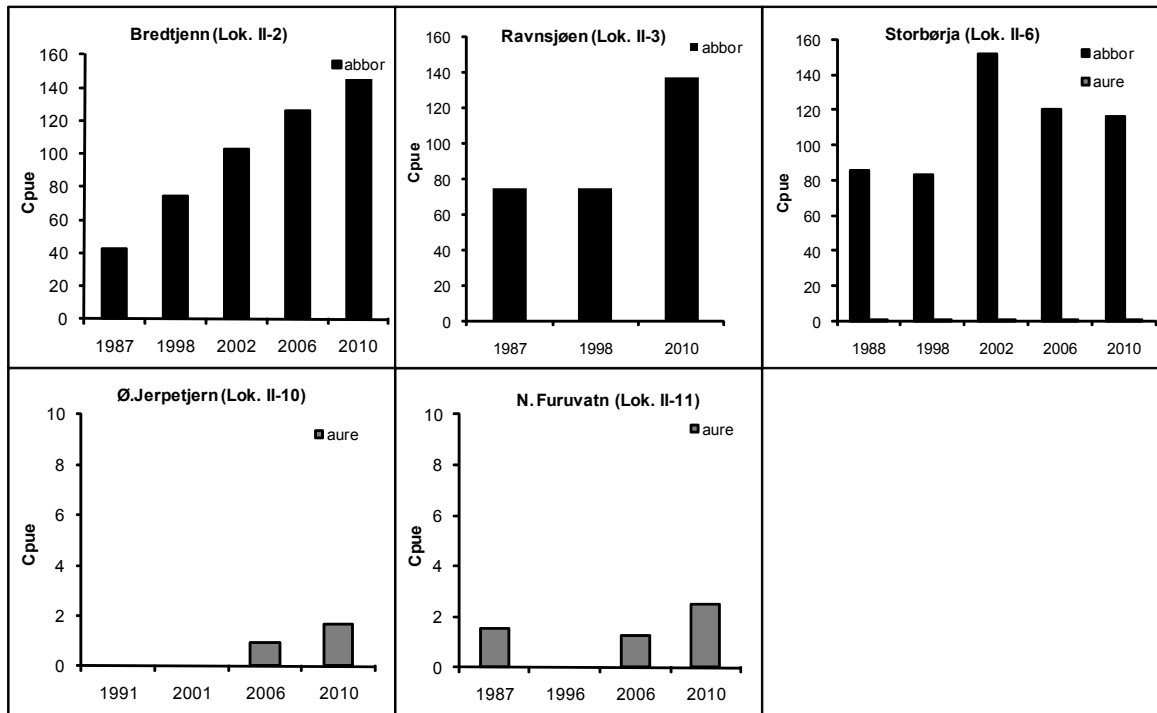 Bredtjenn (Lok. II-2)
abbor
Cpue
160
140
120
100
80
60
40
20
0
1987 1998 2002 2006 2010
Ravnsjøen (Lok. II-3)
abbor
Cpue
160
140
120
100
80
60
40
20
0
1987 1998 2010
Storbørja (Lok. II-6)
abbor
aure
Cpue
160
140
120
100
80
60
40
20
0
1988 1998 2002 2006 2010
Ø.Jerpetjern (Lok. II-10)
aure
Cpue
10
8
6
4
2
0
1991 2001 2006 2010
N. Furuvatn (Lok. II-11)
aure
Cpue
10
8
6
4
2
0
1987 1996 2006 2010